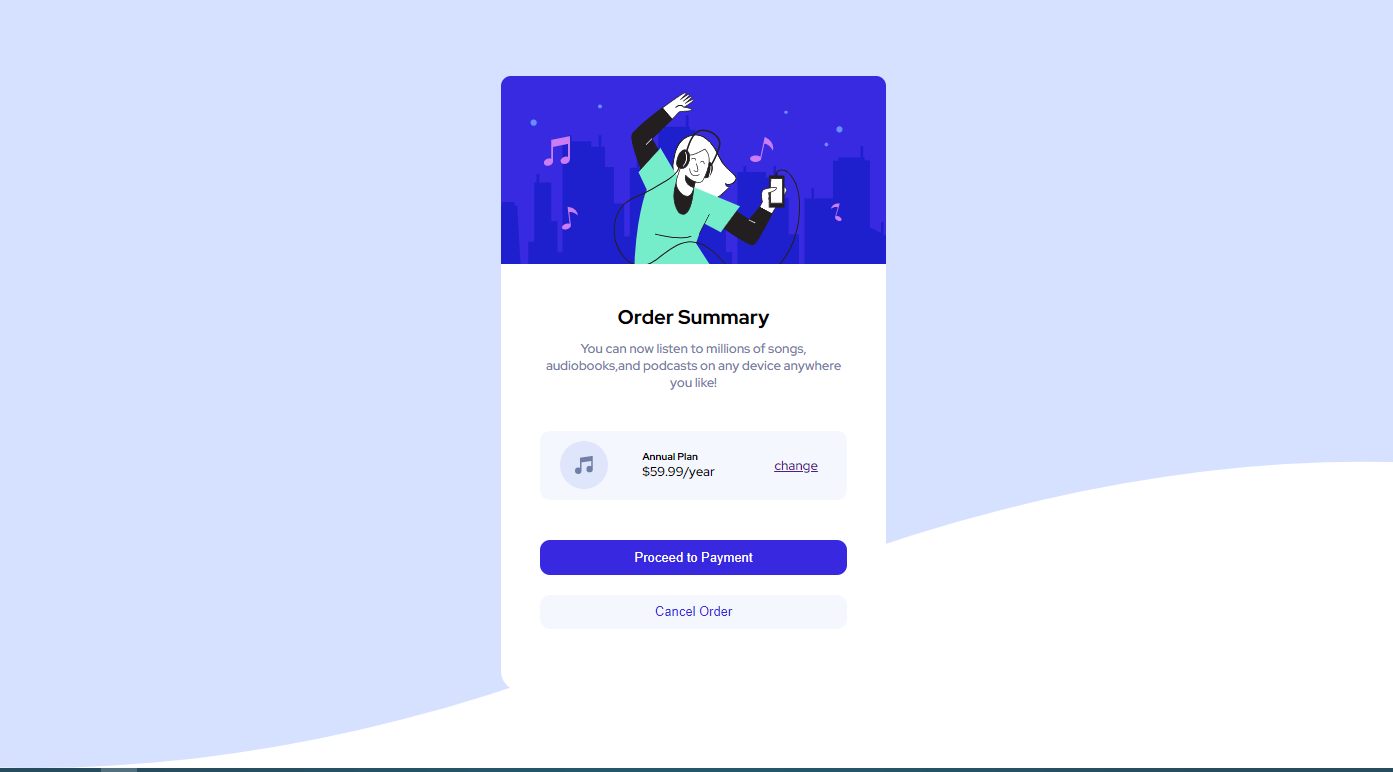 Order Summary
You can now listen to millions of songs,
audiobooks,and podcasts on any device anywhere
you like!
Annual Plan
$59.99/year
change
Proceed to Payment
Cancel Order